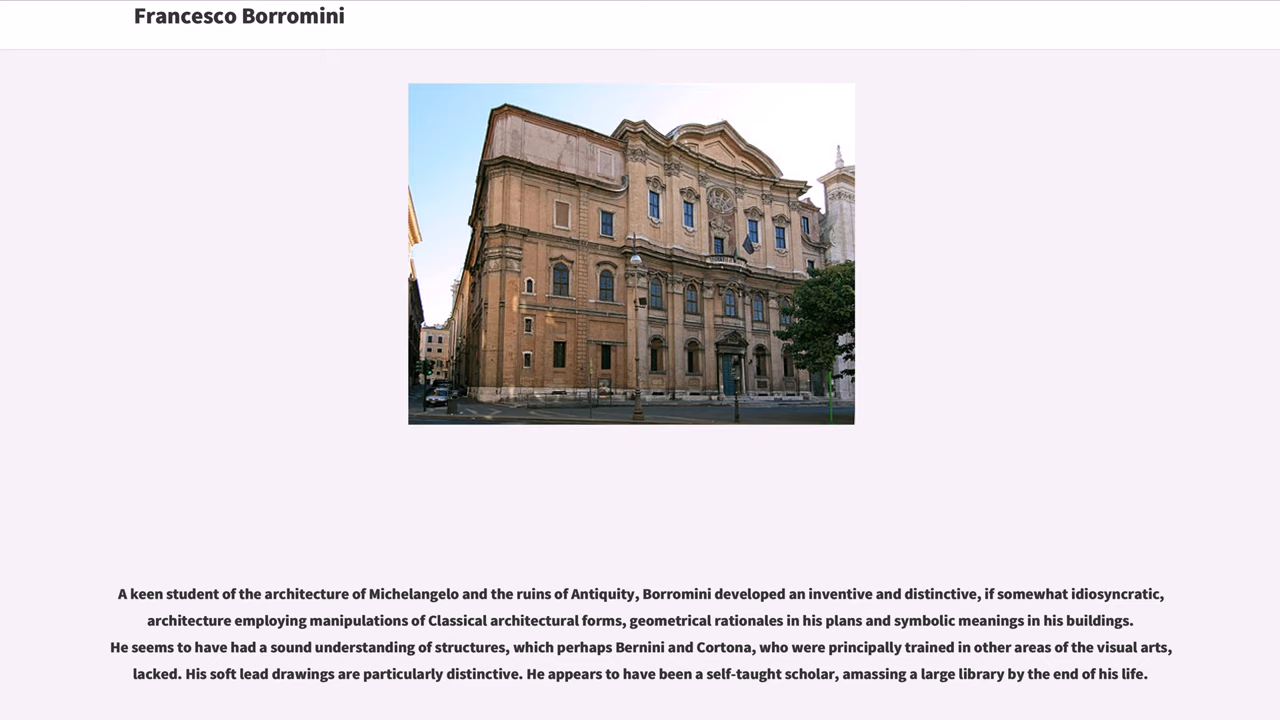 Francesco Borromini
A keen student of the architecture of Michelangelo and the ruins of Antiquity, Borromini developed an inventive and distinctive, if somewhat idiosyncratic,
architecture employing manipulations of Classical architectural forms, geometrical rationales in his plans and symbolic meanings in his buildings.
He seems to have had a sound understanding of structures, which perhaps Bernini and Cortona, who were principally trained in other areas of the visual arts,
lacked. His soft lead drawings are particularly distinctive. He appears to have been a self-taught scholar, amassing a large library by the end of his life.